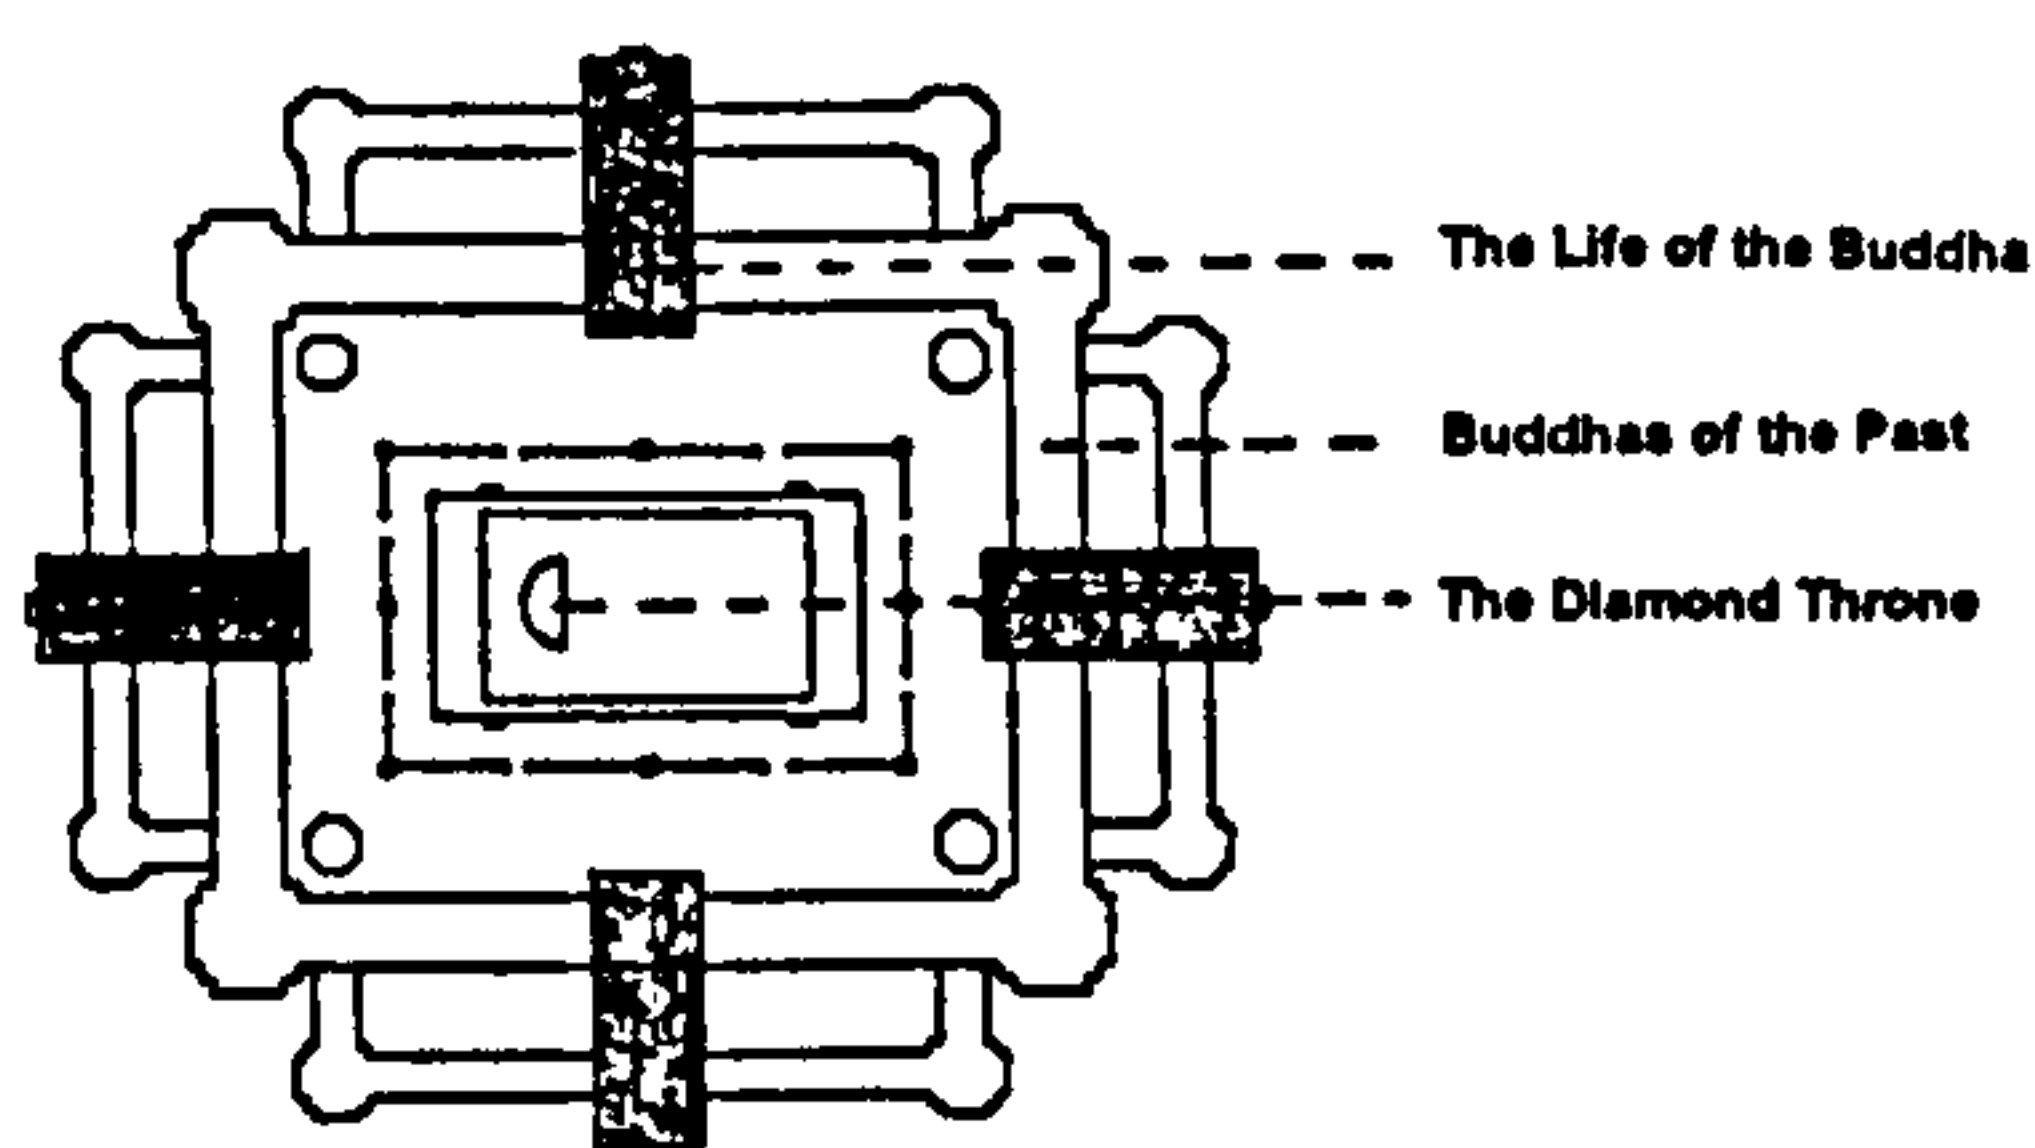 The Life of the Buddha
Buddhas of the Past
The Diamond Throne